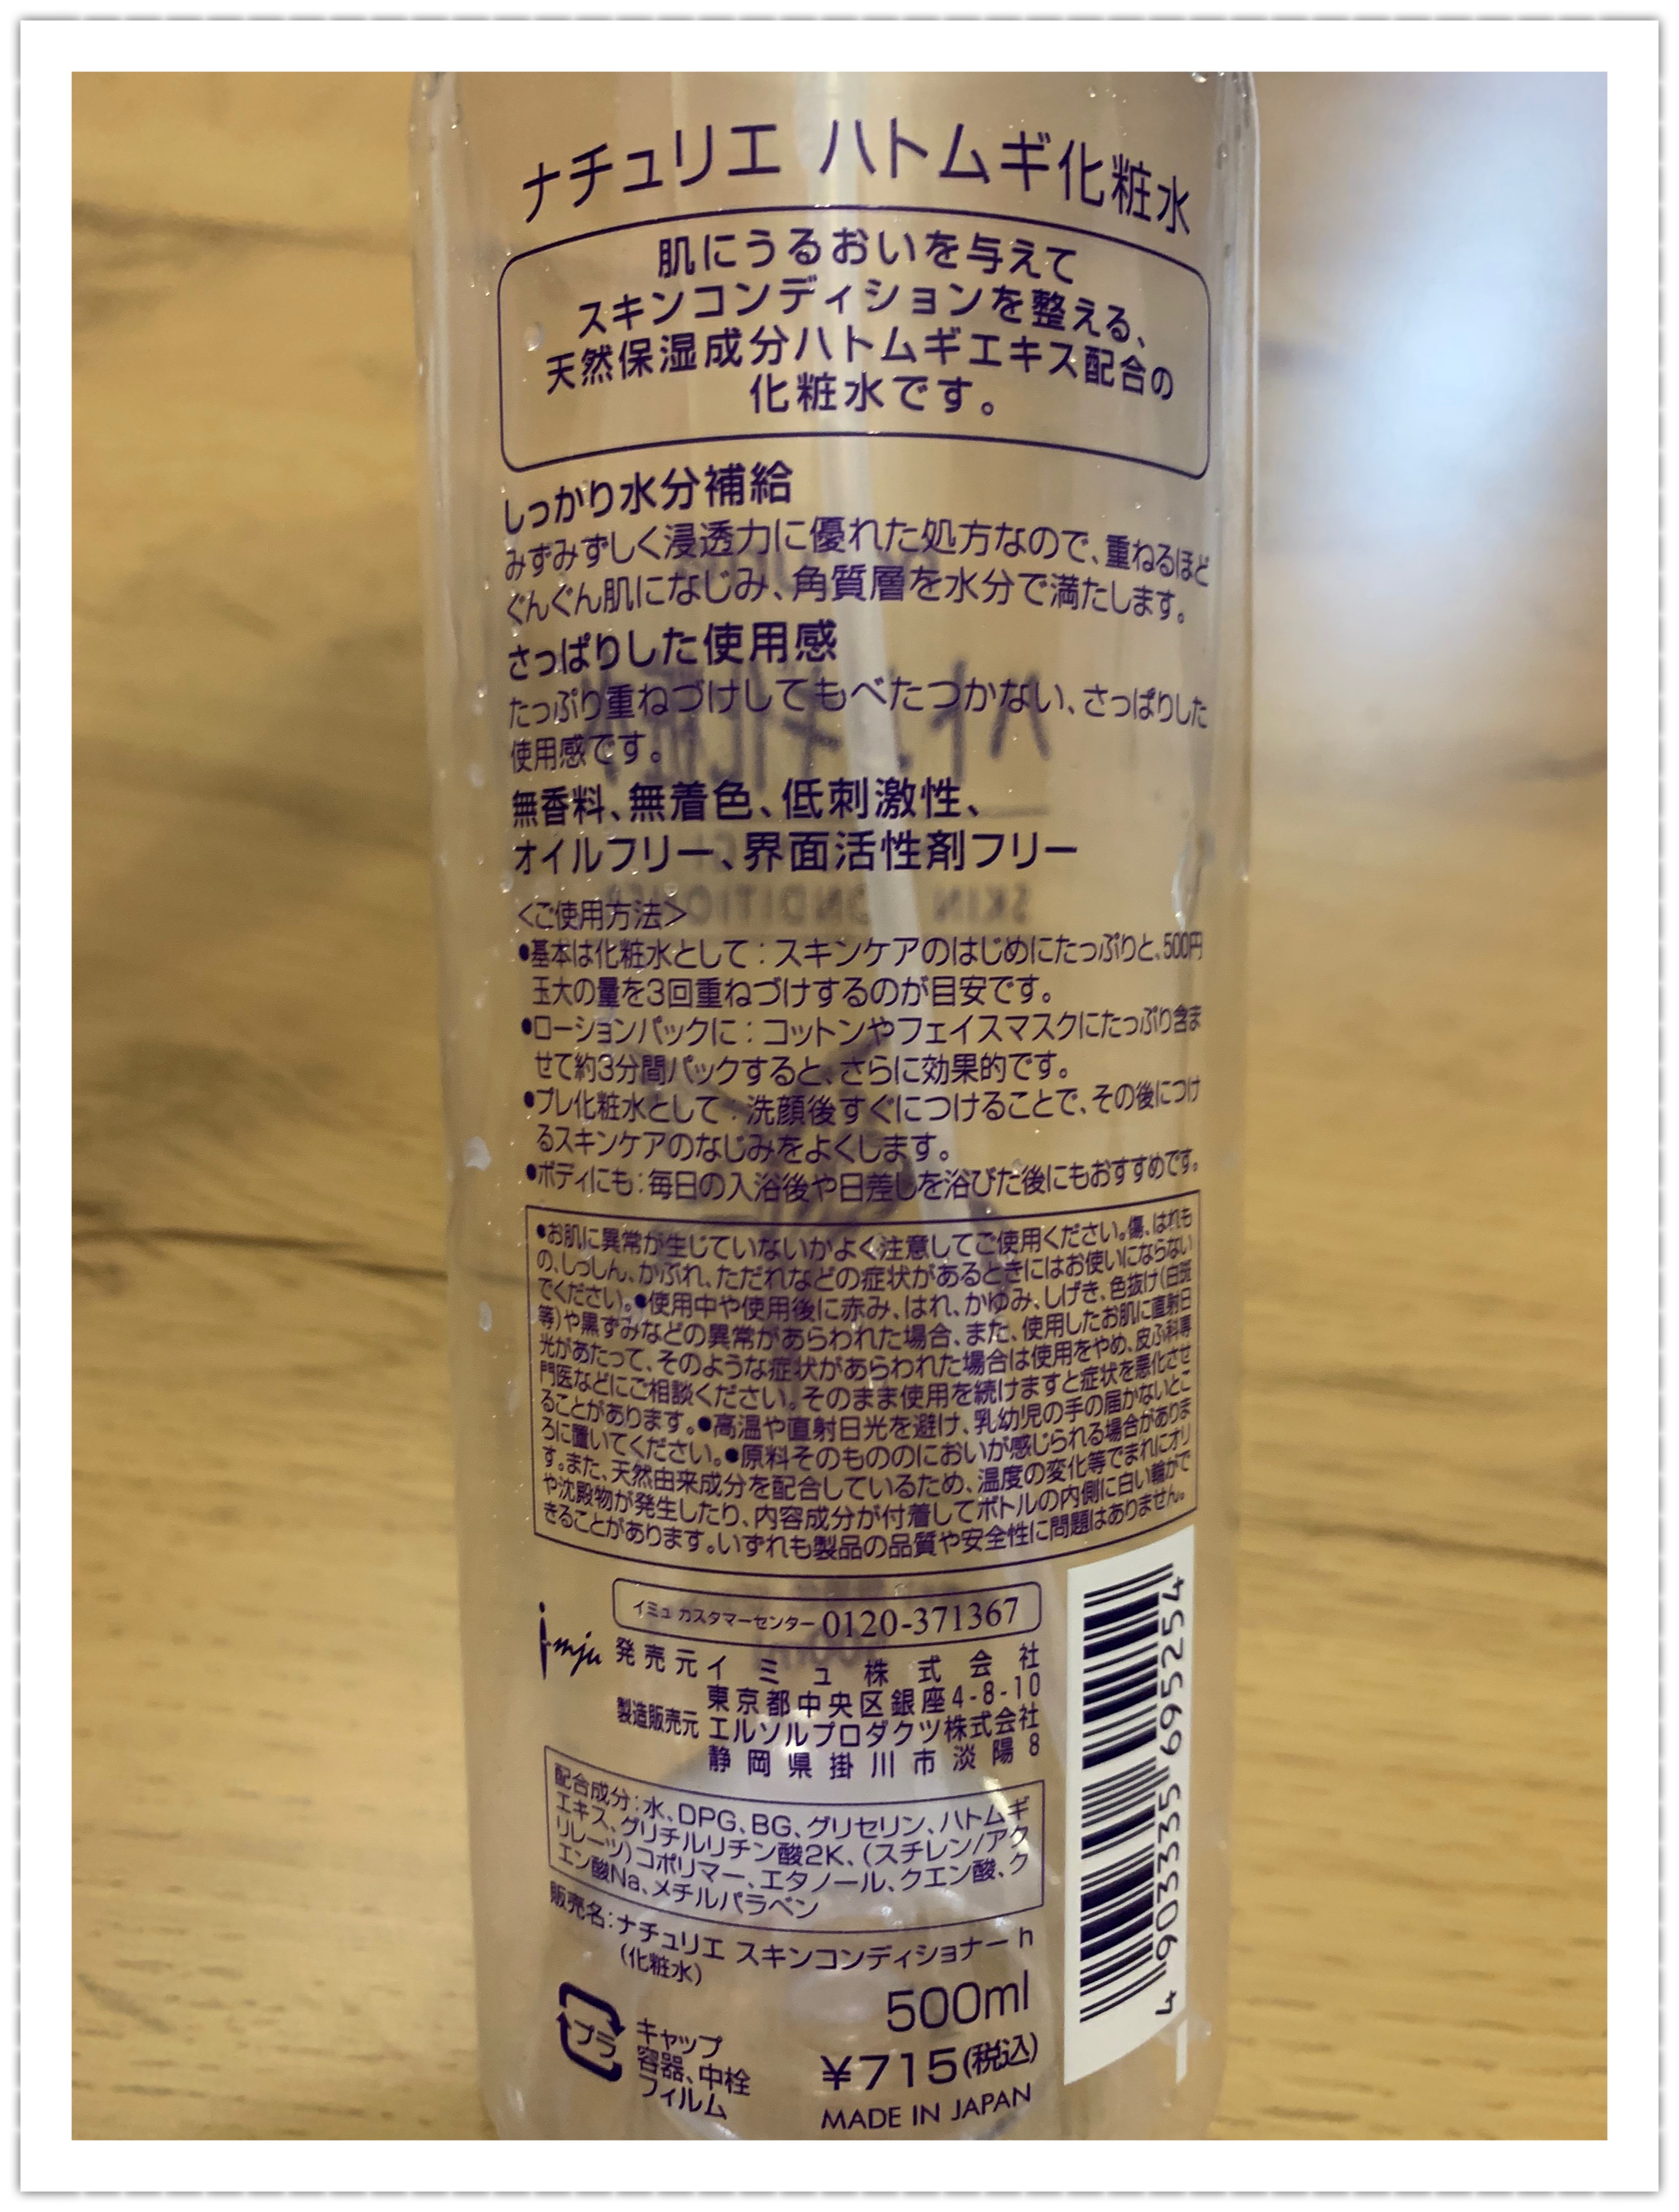 ナチュリエ ハトムギ化粧水
肌にうるおいを与えて
スキンコンディションを整える、
天然保湿成分ハトムギエキス配合の
化粧水です。
しっかり水分補給
みずみずしく浸透力に優れた処方なので、重ねるほど
ぐんぐん肌になじみ、角質層を水分で満たします。
さっぱりした使用感
たっぷり重ねづけしてもべたつかない、さっぱりした
使用感です。
無香料、無着色、低刺激性、
オイルフリー、界面活性剤フリー
<ご使用方法>
●基本は化粧水として：スキンケアのはじめにたっぷりと、500円
玉大の量を3回重ねづけするのが目安です。
●ローションパックに：コットンやフェイスマスクにたっぷり含ま
せて約3分間パックすると、さらに効果的です。
●プレ化粧水として：洗顔後すぐにつけることで、その後につけ
るスキンケアのなじみをよくします。
●ボディにも：毎日の入浴後や日差しを浴びた後にもおすすめです。
●お肌に異常が生じていないかよく注意してご使用ください。傷、はれも
の、しっしん、かぶれ、ただれなどの症状があるときにはお使いにならない
でください。●使用中や使用後に赤み、はれ、かゆみ、しげき、色抜け(白斑
等)や黒ずみなどの異常があらわれた場合、また、使用したお肌に直射日
光があたって、そのような症状があらわれた場合は使用をやめ、皮ふ科専
門医などにご相談ください。そのまま使用を続けますと症状を悪化させ
ることがあります。●高温や直射日光を避け、乳幼児の手の届かないとこ
ろに置いてください。●原料そのもののにおいが感じられる場合がありま
す。また、天然由来成分を配合しているため、温度の変化等でまれにオリ
や沈殿物が発生したり、内容成分が付着してボトルの内側に白い輪がで
きることがあります。いずれも製品の品質や安全性に問題はありません。
イミュ カスタマーセンター 0120-371367
i-mju
発売元 イミュ株式会社
東京都中央区銀座4-8-10
製造販売元 エルソルプロダクツ株式会社
静岡県掛川市淡陽8
配合成分：水、DPG、BG、グリセリン、ハトムギ
エキス、グリチルリチン酸2K、(スチレン/アク
リレーツ)コポリマー、エタノール、クエン酸、ク
エン酸Na、メチルパラベン
販売名：ナチュリエ スキンコンディショナー h
(化粧水)
500ml
プラ
キャップ
容器、中栓
フィルム
¥715(税込)
MADE IN JAPAN
4 903335 695254